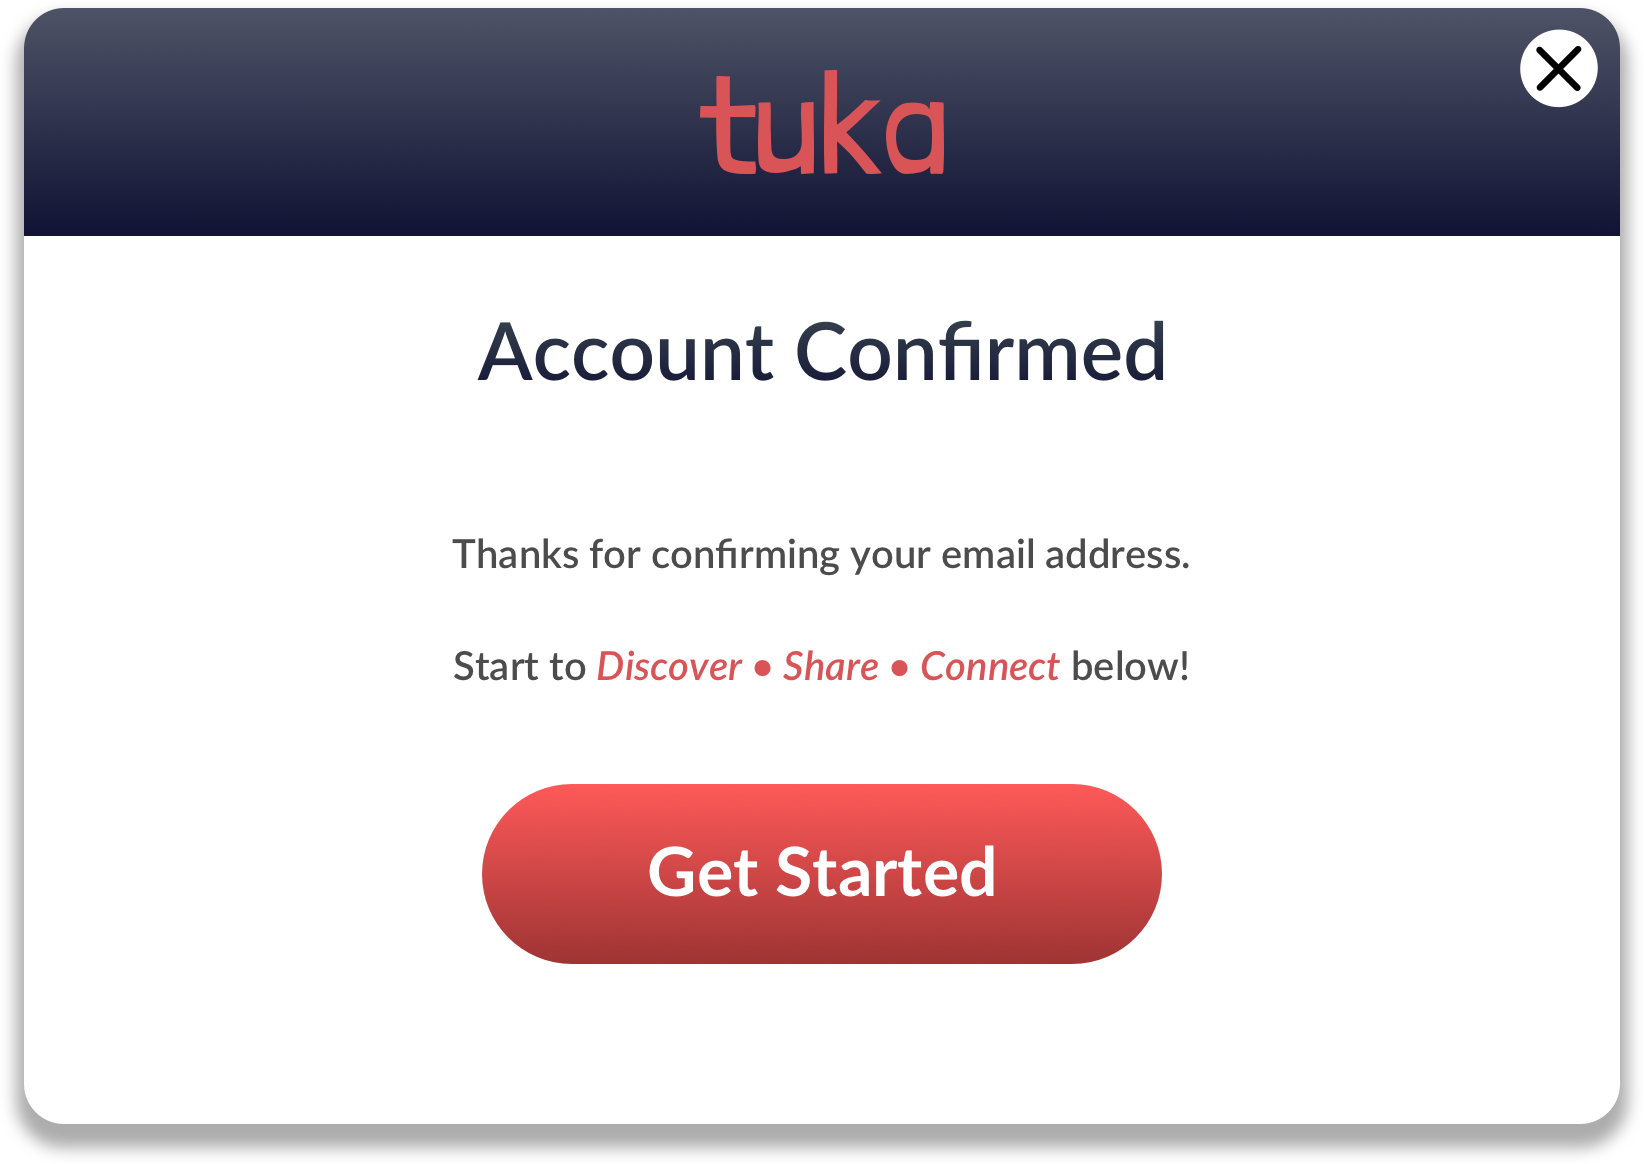 tuka
Account Confirmed
Thanks for confirming your email address.
Start to Discover • Share • Connect below!
Get Started